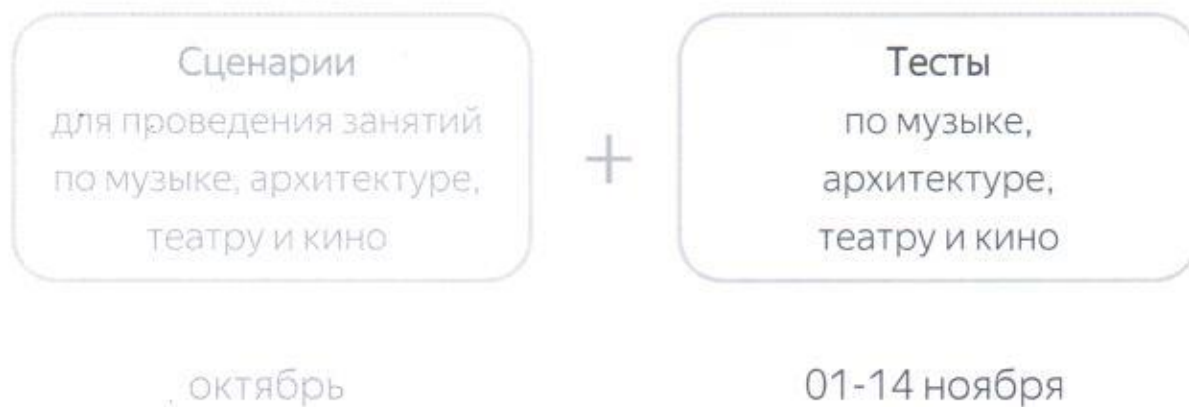 Сценарии
для проведения занятий
по музыке, архитектуре,
театру и кино
+
Тесты
по музыке,
архитектуре,
театру и кино
октябрь
01-14 ноября